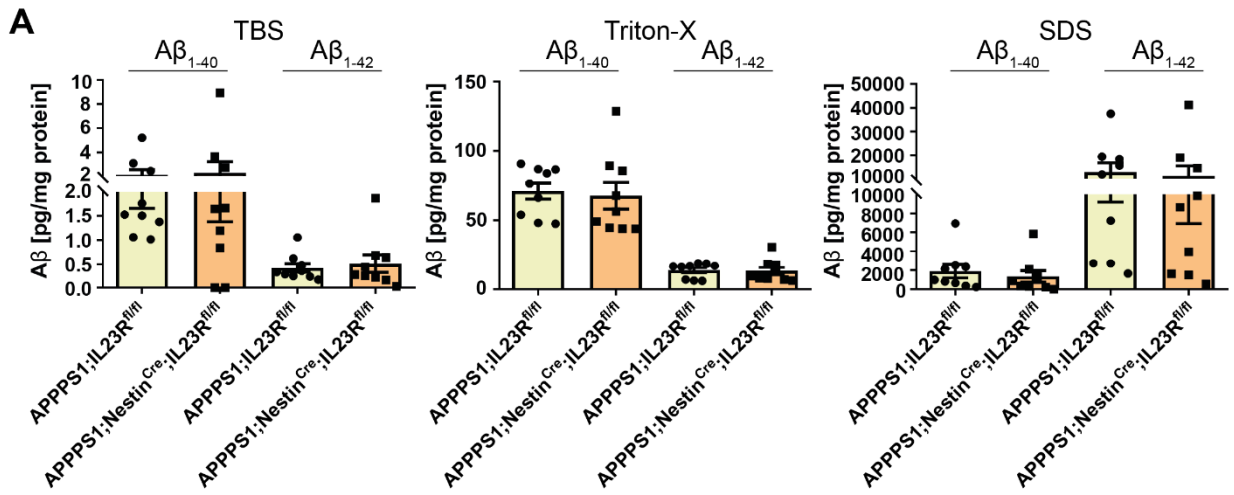 A
TBS
Aβ1-40
Aβ1-42
Aβ [pg/mg protein]
10
8
6
4
2
2.0
1.5
1.0
0.5
0.0
APPPS1;IL23Rfl/fl
APPPS1;NestinCre;IL23Rfl/fl
APPPS1;IL23Rfl/fl
APPPS1;NestinCre;IL23Rfl/fl
Triton-X
Aβ1-40
Aβ1-42
Aβ [pg/mg protein]
150
100
50
0
APPPS1;IL23Rfl/fl
APPPS1;NestinCre;IL23Rfl/fl
APPPS1;IL23Rfl/fl
APPPS1;NestinCre;IL23Rfl/fl
SDS
Aβ1-40
Aβ1-42
Aβ [pg/mg protein]
50000
40000
30000
20000
10000
10000
8000
6000
4000
2000
0
APPPS1;IL23Rfl/fl
APPPS1;NestinCre;IL23Rfl/fl
APPPS1;IL23Rfl/fl
APPPS1;NestinCre;IL23Rfl/fl